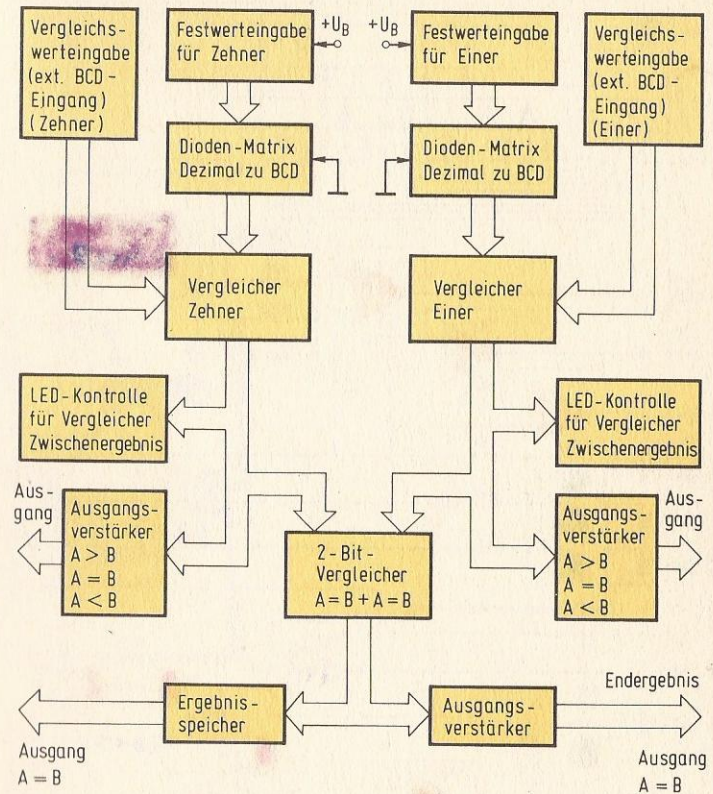 Vergleichs-
werteingabe
(ext. BCD-
Eingang)
(Zehner)
Festwerteingabe
für Zehner
+UB
+UB
Festwerteingabe
für Einer
Vergleichs-
werteingabe
(ext. BCD-
Eingang)
(Einer)
Dioden-Matrix
Dezimal zu BCD
Dioden-Matrix
Dezimal zu BCD
Vergleicher
Zehner
Vergleicher
Einer
LED-Kontrolle
für Vergleicher
Zwischenergebnis
LED-Kontrolle
für Vergleicher
Zwischenergebnis
Aus-
gang
Ausgangs-
verstärker
A > B
A = B
A < B
2-Bit-
Vergleicher
A = B + A = B
Ausgangs-
verstärker
A > B
A = B
A < B
Aus-
gang
Ergebnis-
speicher
Ausgangs-
verstärker
Endergebnis
Ausgang
A = B
Ausgang
A = B